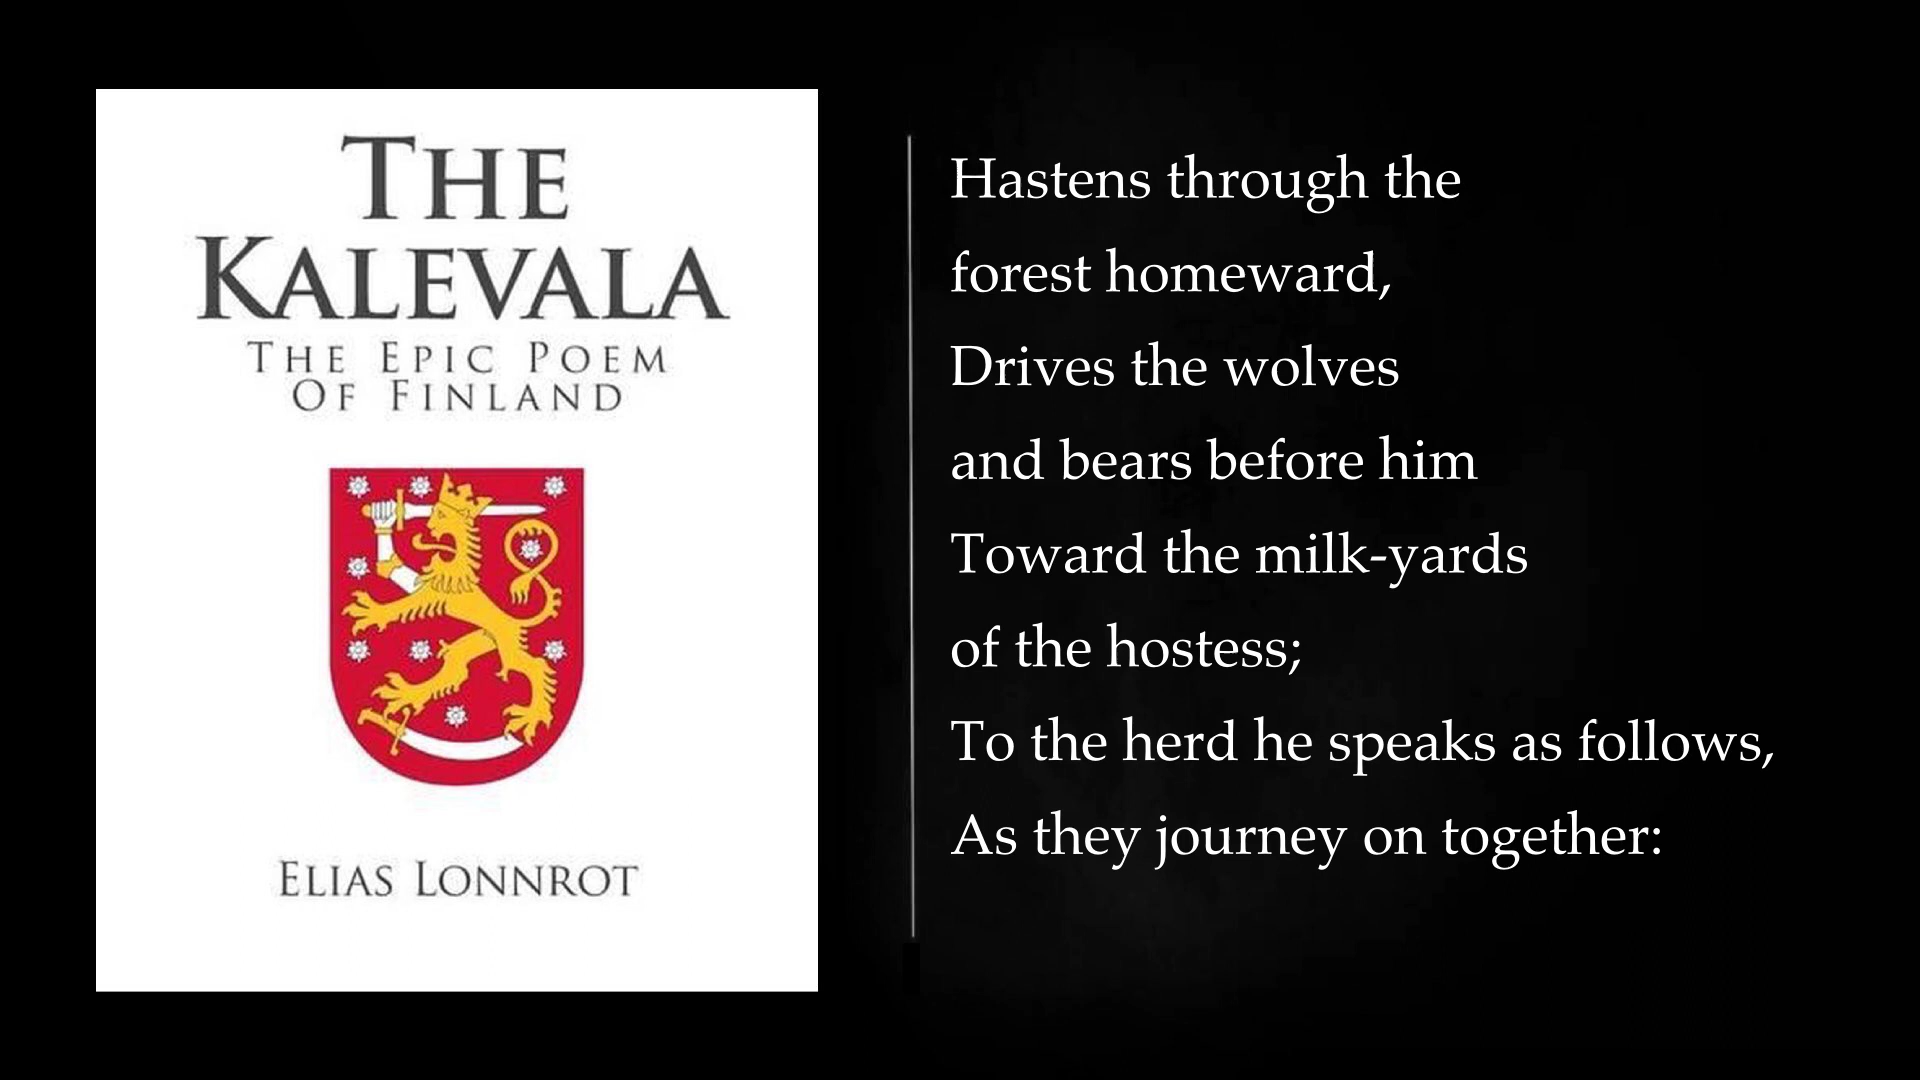 THE
KALEVALA
THE EPIC POEM
OF FINLAND
ELIAS LONNROT
Hastens through the
forest homeward,
Drives the wolves
and bears before him
Toward the milk-yards
of the hostess;
To the herd he speaks as follows,
As they journey on together: